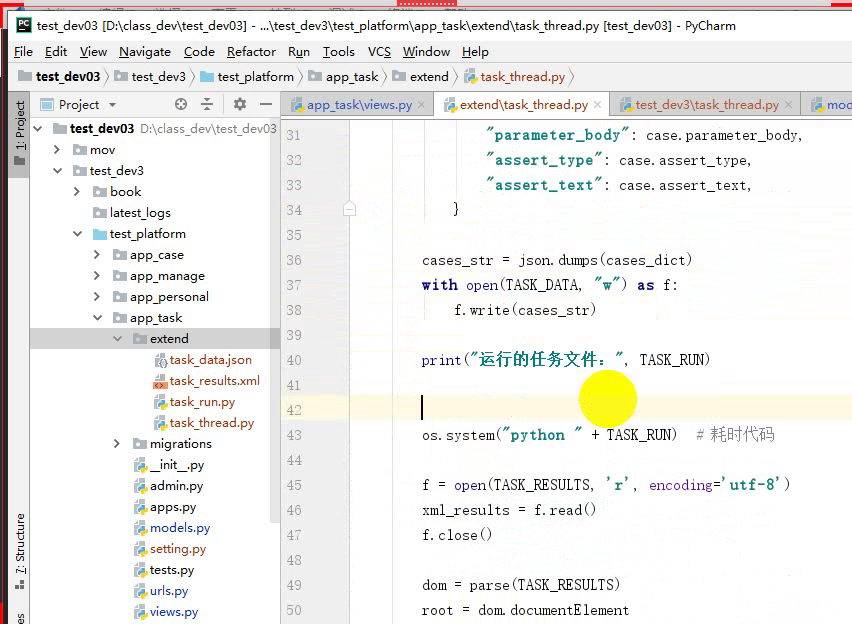 test_dev03 [D:\class_dev\test_dev03] - ...\test_dev3\test_platform\app_task\extend\task_thread.py [test_dev03] - PyCharm
File Edit View Navigate Code Refactor Run Tools VCS Window Help
test_dev03 test_dev3 test_platform app_task extend task_thread.py
1: Project
Project
app_task\views.py extend\task_thread.py test_dev3\task_thread.py mod
test_dev03 D:\class_dev\test_dev03
mov
test_dev3
book
latest_logs
test_platform
app_case
app_manage
app_personal
app_task
extend
task_data.json
task_results.xml
task_run.py
task_thread.py
migrations
__init__.py
admin.py
apps.py
models.py
setting.py
tests.py
urls.py
views.py
7: Structure
31 "parameter_body": case.parameter_body,
32 "assert_type": case.assert_type,
33 "assert_text": case.assert_text,
34 }
35
36 cases_str = json.dumps(cases_dict)
37 with open(TASK_DATA, "w") as f:
38 f.write(cases_str)
39
40 print("运行的任务文件：", TASK_RUN)
41
42
43 os.system("python " + TASK_RUN) # 耗时代码
44
45 f = open(TASK_RESULTS, 'r', encoding='utf-8')
46 xml_results = f.read()
47 f.close()
48
49 dom = parse(TASK_RESULTS)
50 root = dom.documentElement